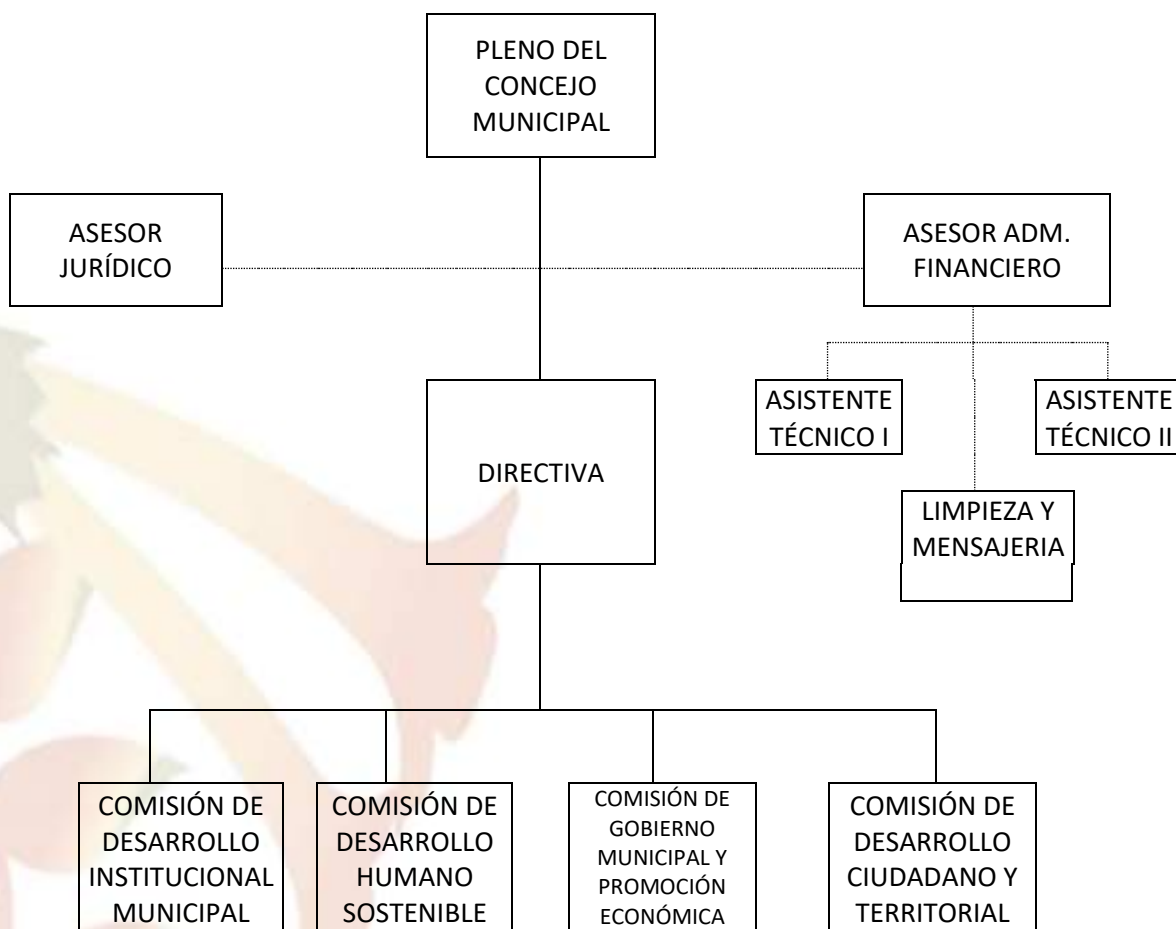 PLENO DEL
CONCEJO
MUNICIPAL
ASESOR
JURÍDICO
ASESOR ADM.
FINANCIERO
DIRECTIVA
ASISTENTE
TÉCNICO I
ASISTENTE
TÉCNICO II
LIMPIEZA Y
MENSAJERIA
COMISIÓN DE
DESARROLLO
INSTITUCIONAL
MUNICIPAL
COMISIÓN DE
DESARROLLO
HUMANO
SOSTENIBLE
COMISIÓN DE
GOBIERNO
MUNICIPAL Y
PROMOCIÓN
ECONÓMICA
COMISIÓN DE
DESARROLLO
CIUDADANO Y
TERRITORIAL